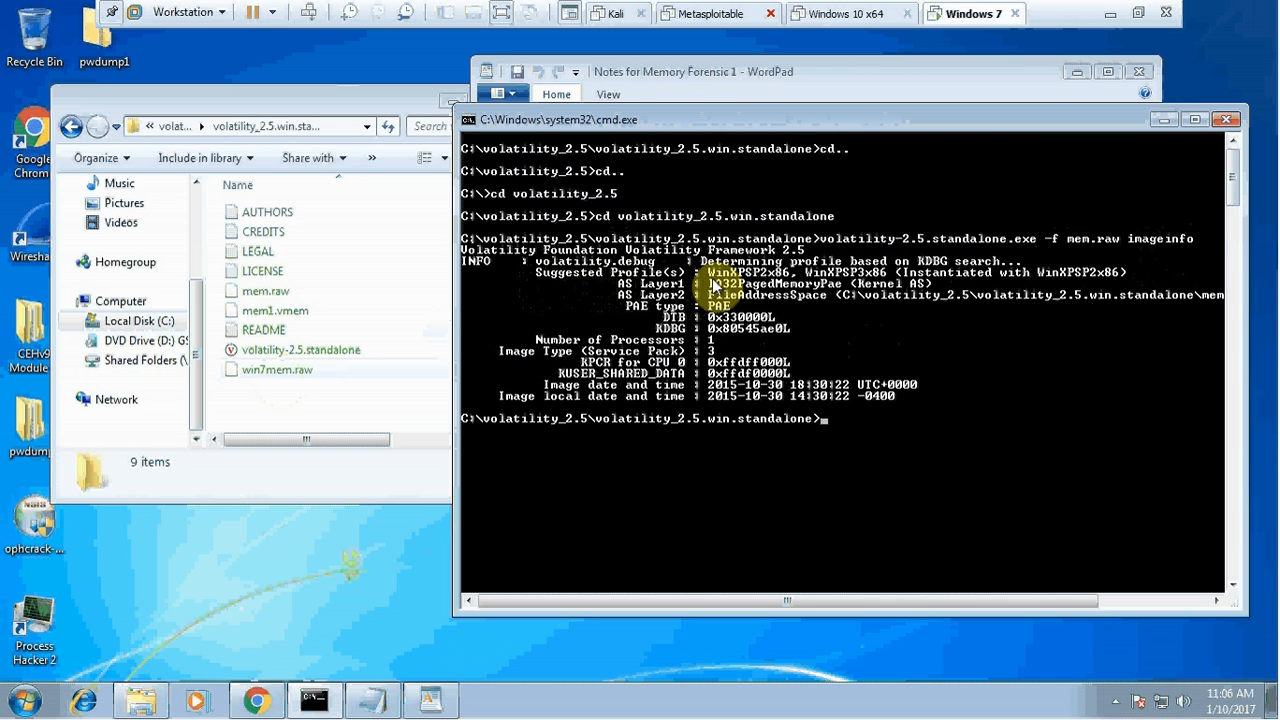 Workstation
Kali
Metasploitable
Windows 10 x64
Windows 7
Recycle Bin
pwdump1
Google
Chrom
Wiresha
CEHv9
Module
pwdump
ophcrack-...
Process
Hacker 2
Notes for Memory Forensic 1 - WordPad
Home
View
« volat...
volatility_2.5.win.sta...
Search
Organize
Include in library
Share with
»
Music
Pictures
Videos
Homegroup
Computer
Local Disk (C:)
DVD Drive (D:) GS
Shared Folders (\
Network
Name
AUTHORS
CREDITS
LEGAL
LICENSE
mem.raw
mem1.vmem
README
volatility-2.5.standalone
win7mem.raw
9 items
C:\Windows\system32\cmd.exe
C:\volatility_2.5\volatility_2.5.win.standalone>cd..
C:\volatility_2.5>cd..
C:\>cd volatility_2.5
C:\volatility_2.5>cd volatility_2.5.win.standalone
C:\volatility_2.5\volatility_2.5.win.standalone>volatility-2.5.standalone.exe -f mem.raw imageinfo
Volatility Foundation Volatility Framework 2.5
INFO : volatility.debug : Determining profile based on KDBG search...
Suggested Profile(s) : WinXPSP2x86, WinXPSP3x86 (Instantiated with WinXPSP2x86)
AS Layer1 : IA32PagedMemoryPae (Kernel AS)
AS Layer2 : FileAddressSpace (C:\volatility_2.5\volatility_2.5.win.standalone\mem
PAE type : PAE
DTB : 0x330000L
KDBG : 0x80545ae0L
Number of Processors : 1
Image Type (Service Pack) : 3
KPCR for CPU 0 : 0xffdff000L
KUSER_SHARED_DATA : 0xffdf0000L
Image date and time : 2015-10-30 18:30:22 UTC+0000
Image local date and time : 2015-10-30 14:30:22 -0400
C:\volatility_2.5\volatility_2.5.win.standalone>
11:06 AM
1/10/2017